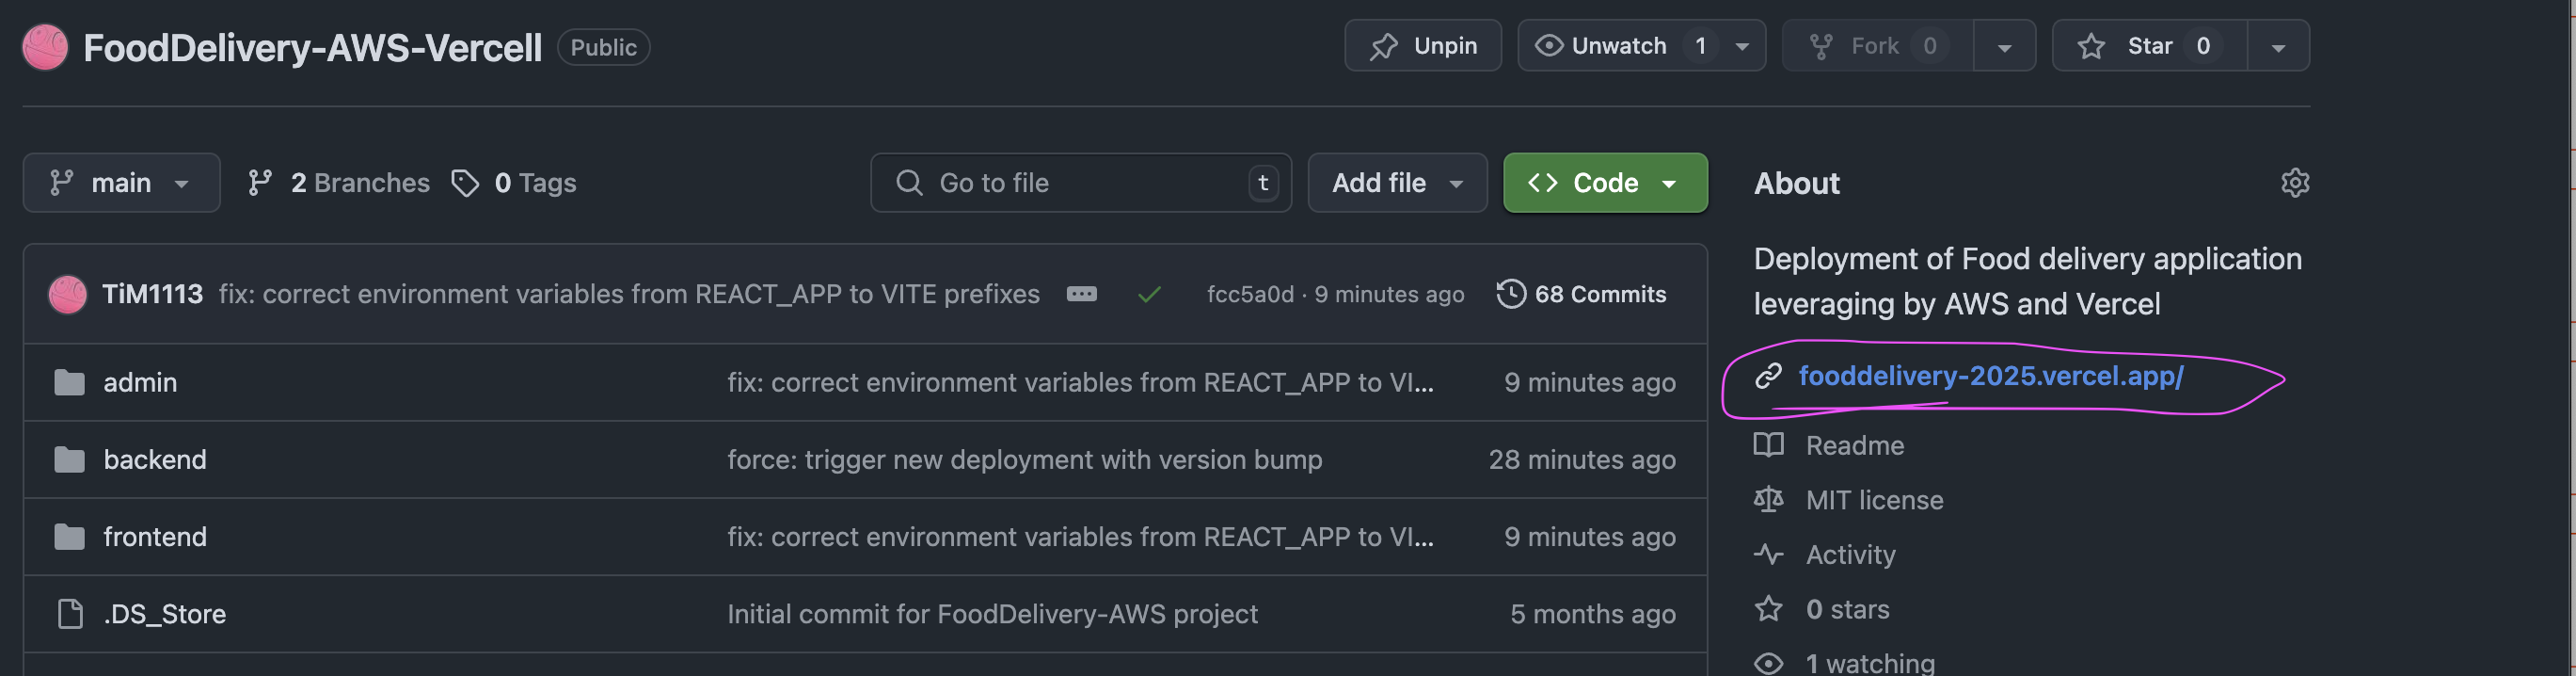 FoodDelivery-AWS-Vercell Public Unpin Unwatch 1 Fork 0 Star 0
main 2 Branches 0 Tags Go to file t Add file <> Code About
Deployment of Food delivery application
leveraging by AWS and Vercel
TiM1113 fix: correct environment variables from REACT_APP to VITE prefixes ... fcc5a0d · 9 minutes ago 68 Commits
fooddelivery-2025.vercel.app/
admin fix: correct environment variables from REACT_APP to VI... 9 minutes ago
Readme
backend force: trigger new deployment with version bump 28 minutes ago
MIT license
frontend fix: correct environment variables from REACT_APP to VI... 9 minutes ago
Activity
.DS_Store Initial commit for FoodDelivery-AWS project 5 months ago
0 stars
1 watching